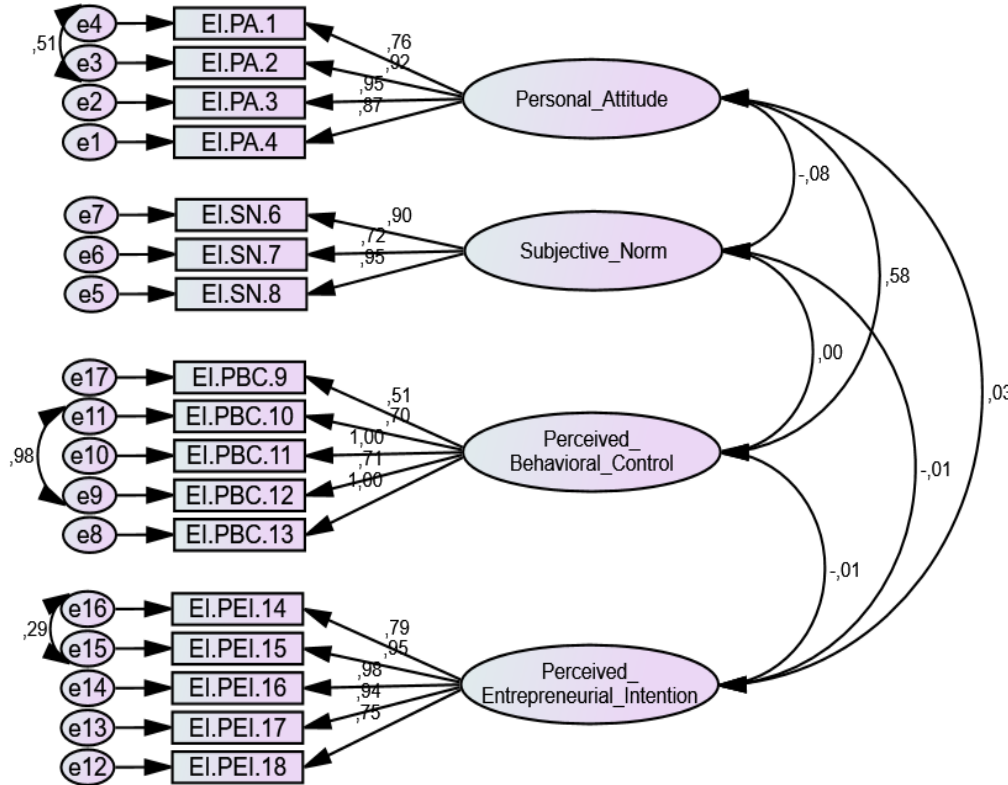 e4
EI.PA.1
,51
e3
EI.PA.2
e2
EI.PA.3
e1
EI.PA.4
,76
,92
,95
,87
Personal_Attitude
e7
EI.SN.6
e6
EI.SN.7
e5
EI.SN.8
,90
,72
,95
Subjective_Norm
-,08
,58
,00
,03
-,01
e17
EI.PBC.9
e11
EI.PBC.10
e10
EI.PBC.11
,98
e9
EI.PBC.12
e8
EI.PBC.13
,51
,70
1,00
,71
1,00
Perceived_
Behavioral_Control
-,01
e16
EI.PEI.14
,29
e15
EI.PEI.15
e14
EI.PEI.16
e13
EI.PEI.17
e12
EI.PEI.18
,79
,95
,98
,94
,75
Perceived_
Entrepreneurial_Intention